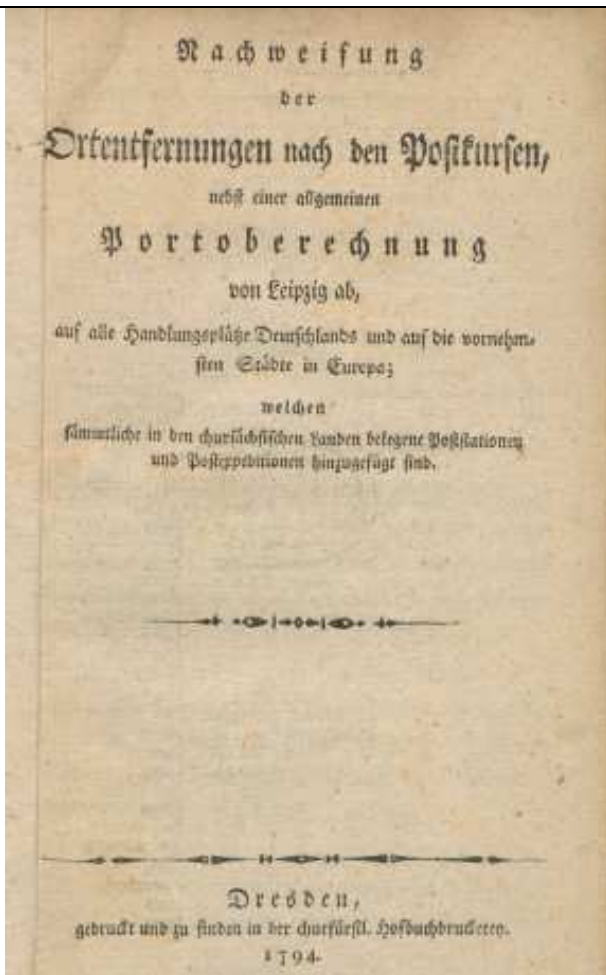 Nachweisung
der
Ortentfernungen nach den Postkursen,
nebst einer allgemeinen
Portoberechnung
von Leipzig ab,
auf alle Handlungsplätze Deutschlands und auf die vornehm-
sten Städte in Europa;
welchen
sämmtliche in den chursächsischen Landen belegene Poststationen
und Postexpeditionen hinzugefügt sind.
Dresden,
gedruckt und zu finden in der churfürstl. Hofbuchdruckerey.
1794.